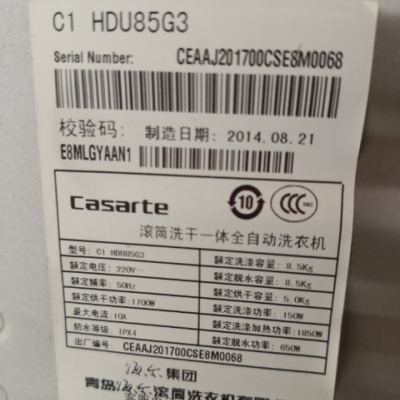 C1 HDU85G3
Serial Number: CEAAJ201700CSE8M0068
校验码: 制造日期: 2014.08.21
E8MLGYAAN1
Casarte 10 CCC
滚筒洗干一体全自动洗衣机
型号: C1 HDU85G3 额定洗涤容量: 8.5Kg
额定电压: 220V~ 额定脱水容量: 8.5Kg
额定频率: 50Hz 额定烘干容量: 5.0Kg
额定烘干功率: 1700W 额定洗涤功率: 150W
最大电流: 10A 额定洗涤加热功率: 1850W
防水等级: IPX4 额定脱水功率: 650W
出厂编号: CEAAJ201700CSE8M0068
海尔集团
青岛海尔滚筒洗衣机有限